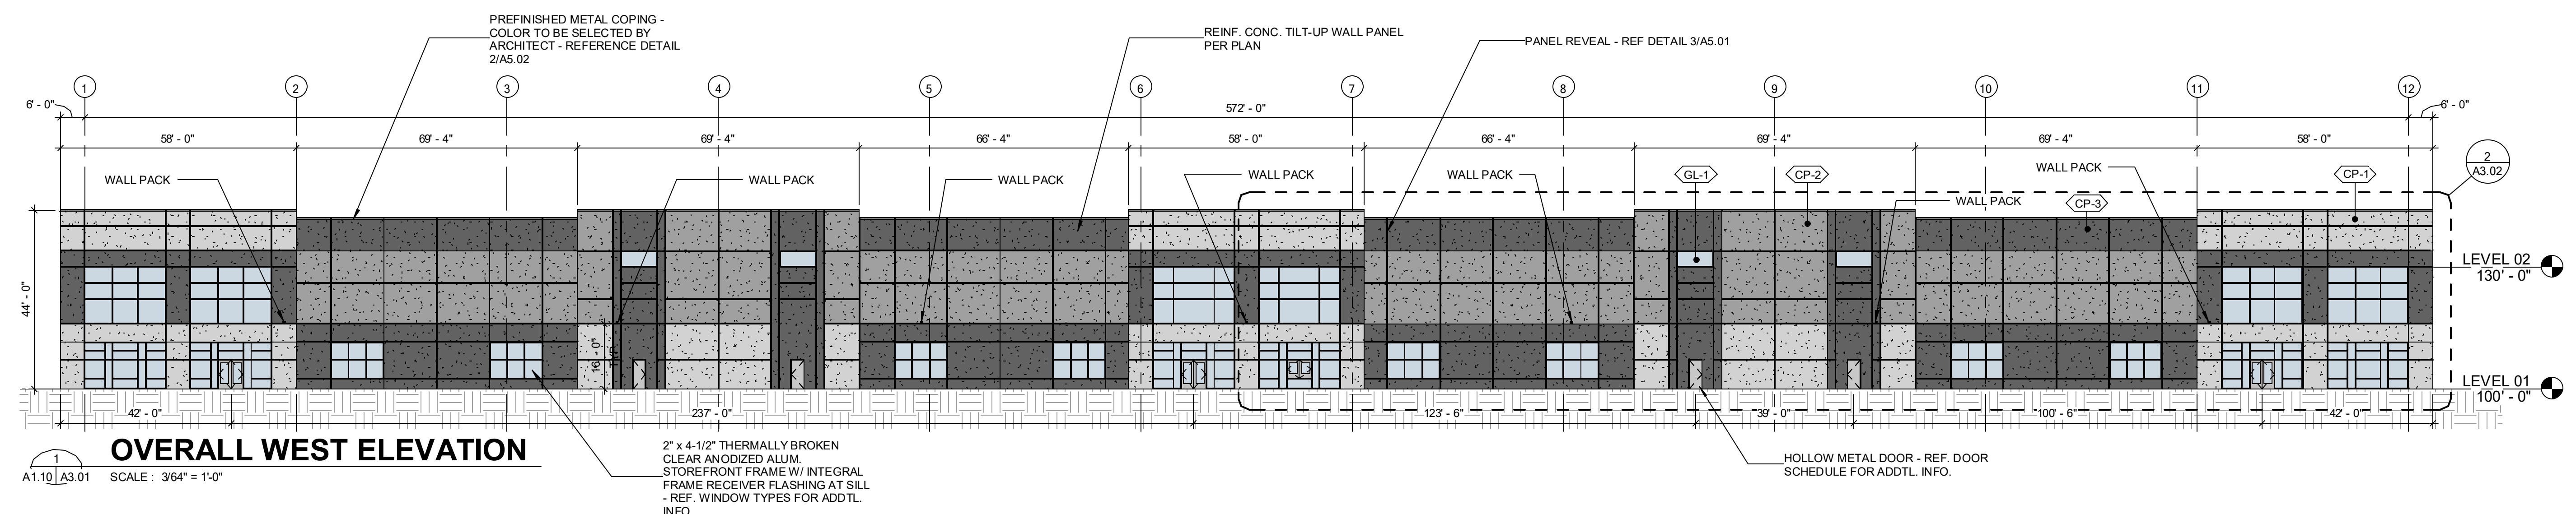 PREFINISHED METAL COPING -
COLOR TO BE SELECTED BY
ARCHITECT - REFERENCE DETAIL
2/A5.02
REINF. CONC. TILT-UP WALL PANEL
PER PLAN
PANEL REVEAL - REF DETAIL 3/A5.01
1 2 3 4 5 6 7 8 9 10 11 12
6' - 0" 572' - 0" 6' - 0"
58' - 0" 69' - 4" 69' - 4" 66' - 4" 58' - 0" 66' - 4" 69' - 4" 69' - 4" 58' - 0"
2
A3.02
WALL PACK WALL PACK WALL PACK WALL PACK WALL PACK GL-1 CP-2 WALL PACK CP-1
WALL PACK
CP-3
LEVEL 02
130' - 0"
44' - 0"
16' - 0"
TYP.
LEVEL 01
100' - 0"
42' - 0" 237' - 0" 123' - 6" 39' - 0" 100' - 6" 42' - 0"
OVERALL WEST ELEVATION
1
A1.10 A3.01 SCALE : 3/64" = 1'-0"
2" x 4-1/2" THERMALLY BROKEN
CLEAR ANODIZED ALUM.
STOREFRONT FRAME W/ INTEGRAL
FRAME RECEIVER FLASHING AT SILL
- REF. WINDOW TYPES FOR ADDTL.
INFO
HOLLOW METAL DOOR - REF. DOOR
SCHEDULE FOR ADDTL. INFO.